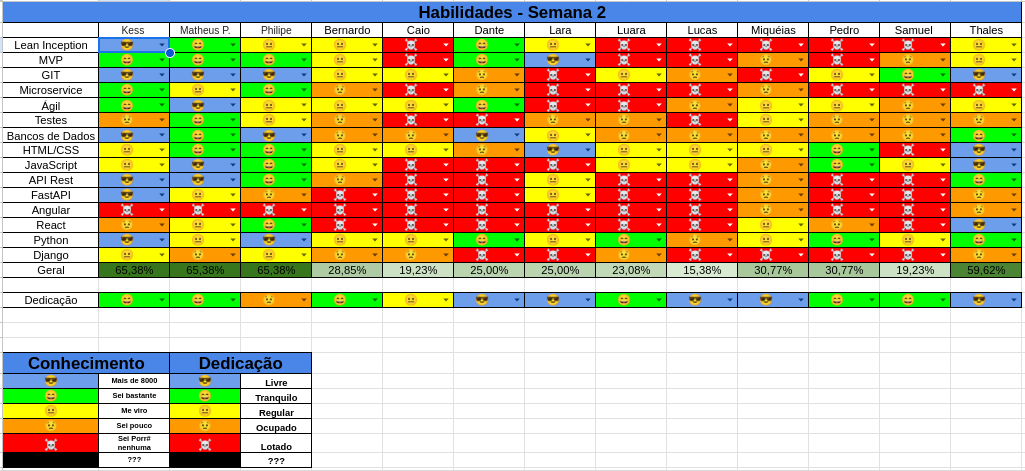 Habilidades - Semana 2
Kess Matheus P. Philipe Bernardo Caio Dante Lara Luara Lucas Miquéias Pedro Samuel Thales
Lean Inception
MVP
GIT
Microservice
Ágil
Testes
Bancos de Dados
HTML/CSS
JavaScript
API Rest
FastAPI
Angular
React
Python
Django
Geral 65,38% 65,38% 65,38% 28,85% 19,23% 25,00% 25,00% 23,08% 15,38% 30,77% 30,77% 19,23% 59,62%
Dedicação
Conhecimento Dedicação
Mais de 8000 Livre
Sei bastante Tranquilo
Me viro Regular
Sei pouco Ocupado
Sei Porr#
nenhuma Lotado
??? ???